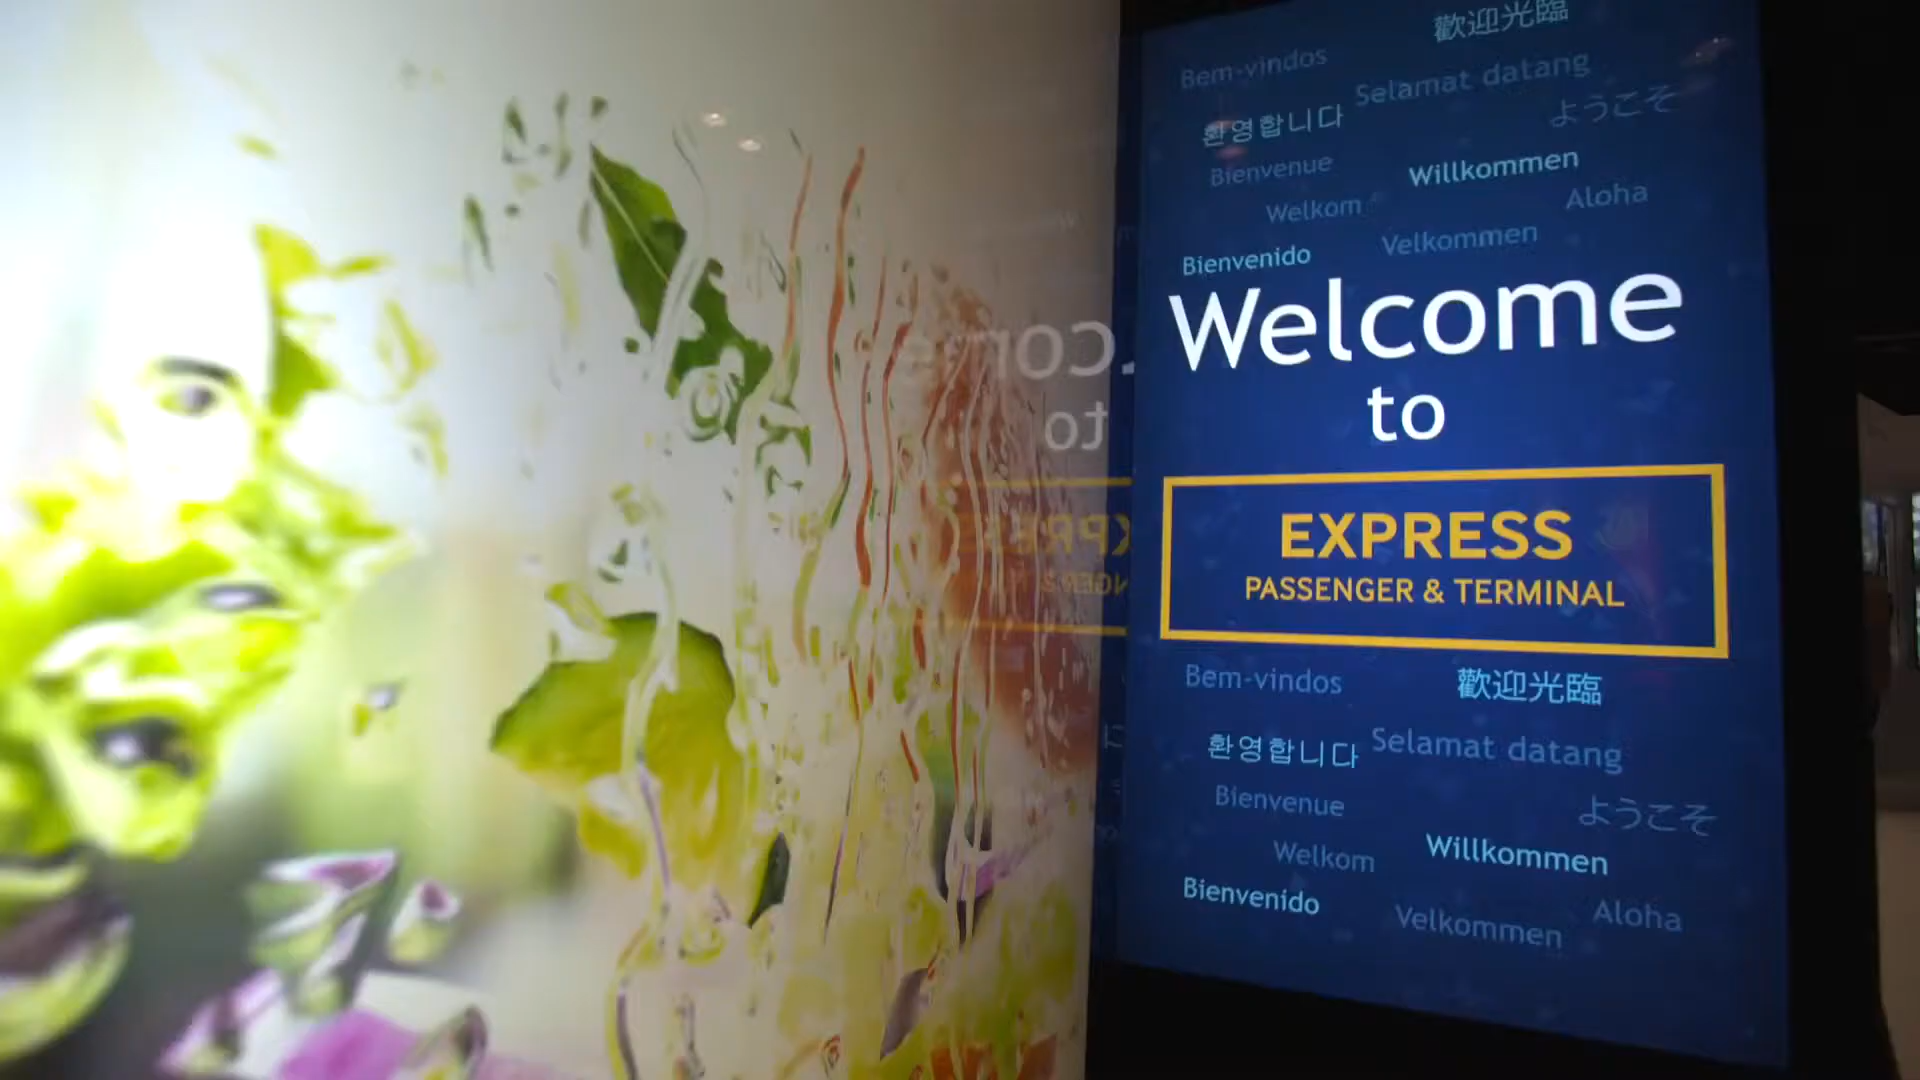 歡迎光臨
Bem-vindos
Selamat datang
환영합니다
ようこそ
Bienvenue
Willkommen
Welkom
Aloha
Bienvenido
Velkommen
Welcome
to
EXPRESS
PASSENGER & TERMINAL
Bem-vindos
歡迎光臨
환영합니다
Selamat datang
Bienvenue
ようこそ
Welkom
Willkommen
Bienvenido
Velkommen
Aloha